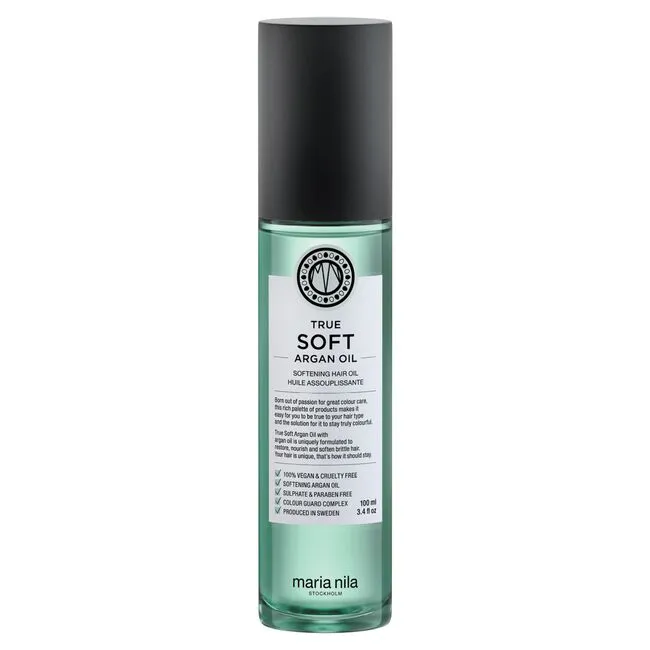 MN
TRUE
SOFT
ARGAN OIL
SOFTENING HAIR OIL
HUILE ASSOUPLISSANTE
Born out of passion for great colour care,
this rich palette of products makes it
easy for you to be true to your hair type
and the solution for it to stay truly colourful.
True Soft Argan Oil with
argan oil is uniquely formulated to
restore, nourish and soften brittle hair.
Your hair is unique, that's how it should stay.
100% VEGAN & CRUELTY FREE
SOFTENING ARGAN OIL
SULPHATE & PARABEN FREE
COLOUR GUARD COMPLEX 100 ml
PRODUCED IN SWEDEN 3.4 fl oz
maria nila
STOCKHOLM